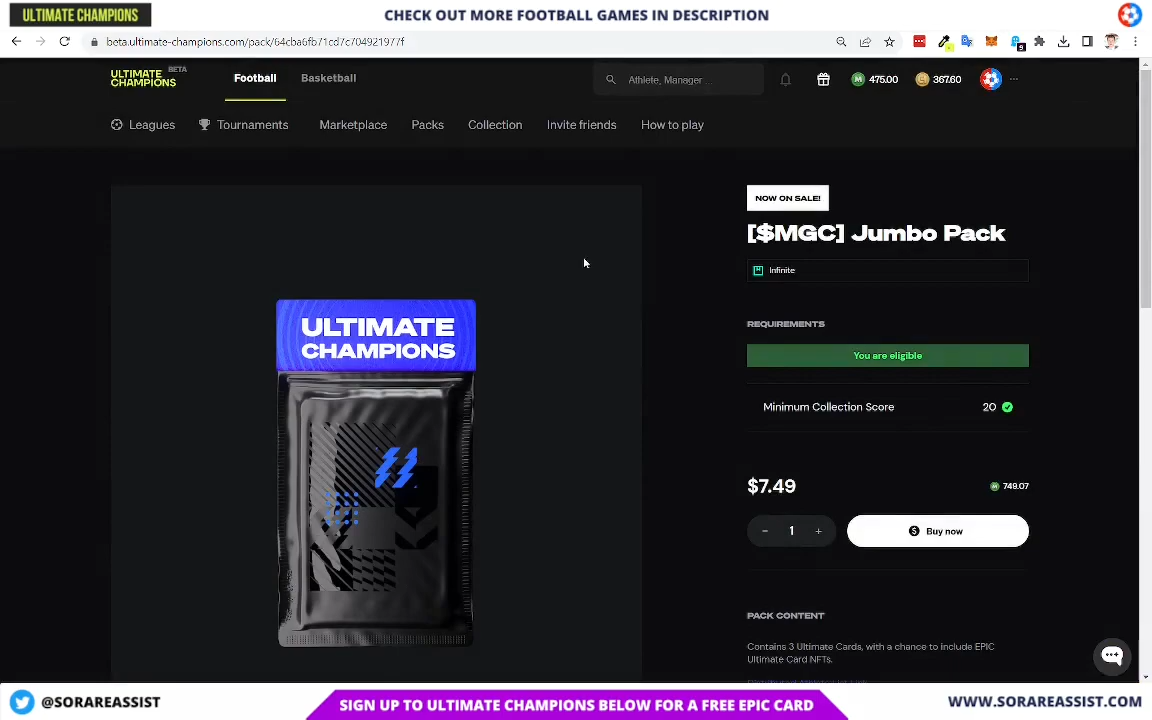 ULTIMATE CHAMPIONS
CHECK OUT MORE FOOTBALL GAMES IN DESCRIPTION
beta.ultimate-champions.com/pack/64cba6fb71cd7c704921977f
9
ULTIMATE
CHAMPIONS
BETA
Football
Basketball
Athlete, Manager ...
475.00
367.60
Leagues
Tournaments
Marketplace
Packs
Collection
Invite friends
How to play
NOW ON SALE!
[$MGC] Jumbo Pack
Infinite
REQUIREMENTS
You are eligible
Minimum Collection Score
20
ULTIMATE
CHAMPIONS
$7.49
749.07
1
Buy now
PACK CONTENT
Contains 3 Ultimate Cards, with a chance to include EPIC
Ultimate Card NFTs.
@SORAREASSIST
SIGN UP TO ULTIMATE CHAMPIONS BELOW FOR A FREE EPIC CARD
WWW.SORAREASSIST.COM